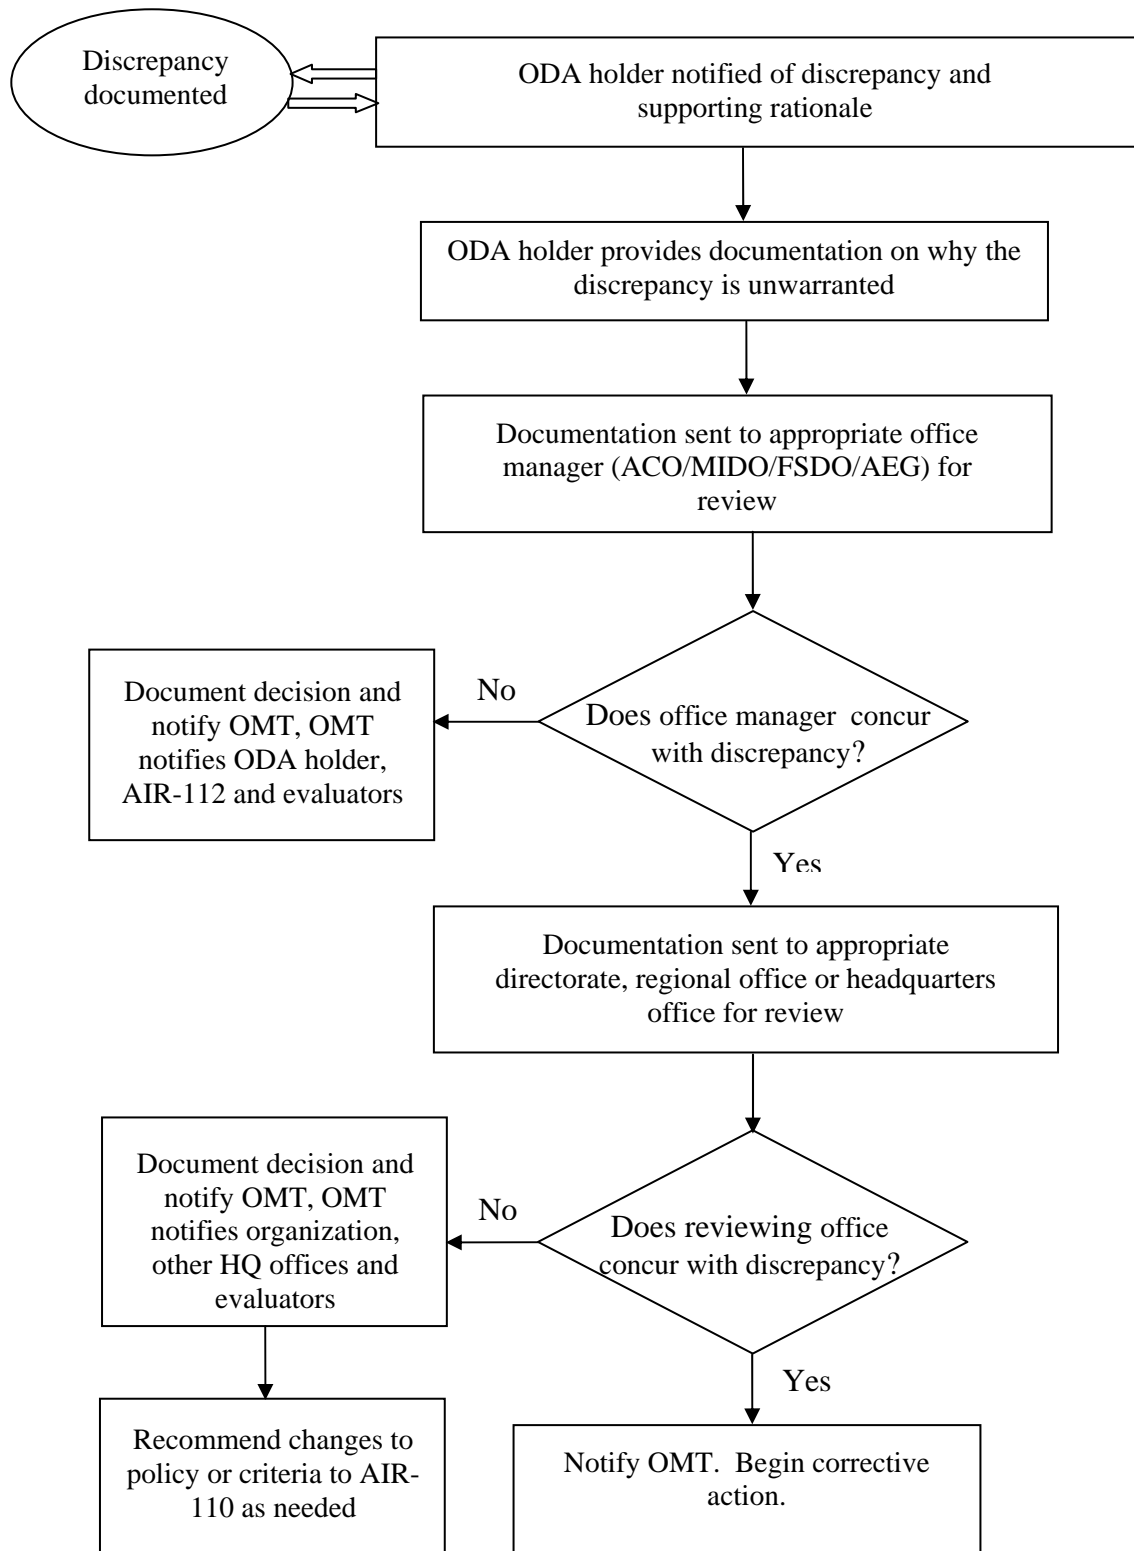 Discrepancy
documented
ODA holder notified of discrepancy and
supporting rationale
ODA holder provides documentation on why the
discrepancy is unwarranted
Documentation sent to appropriate office
manager (ACO/MIDO/FSDO/AEG) for
review
Does office manager concur
with discrepancy?
No
Document decision and
notify OMT, OMT
notifies ODA holder,
AIR-112 and evaluators
Yes
Documentation sent to appropriate
directorate, regional office or headquarters
office for review
Does reviewing office
concur with discrepancy?
No
Document decision and
notify OMT, OMT
notifies organization,
other HQ offices and
evaluators
Recommend changes to
policy or criteria to AIR-
110 as needed
Yes
Notify OMT. Begin corrective
action.